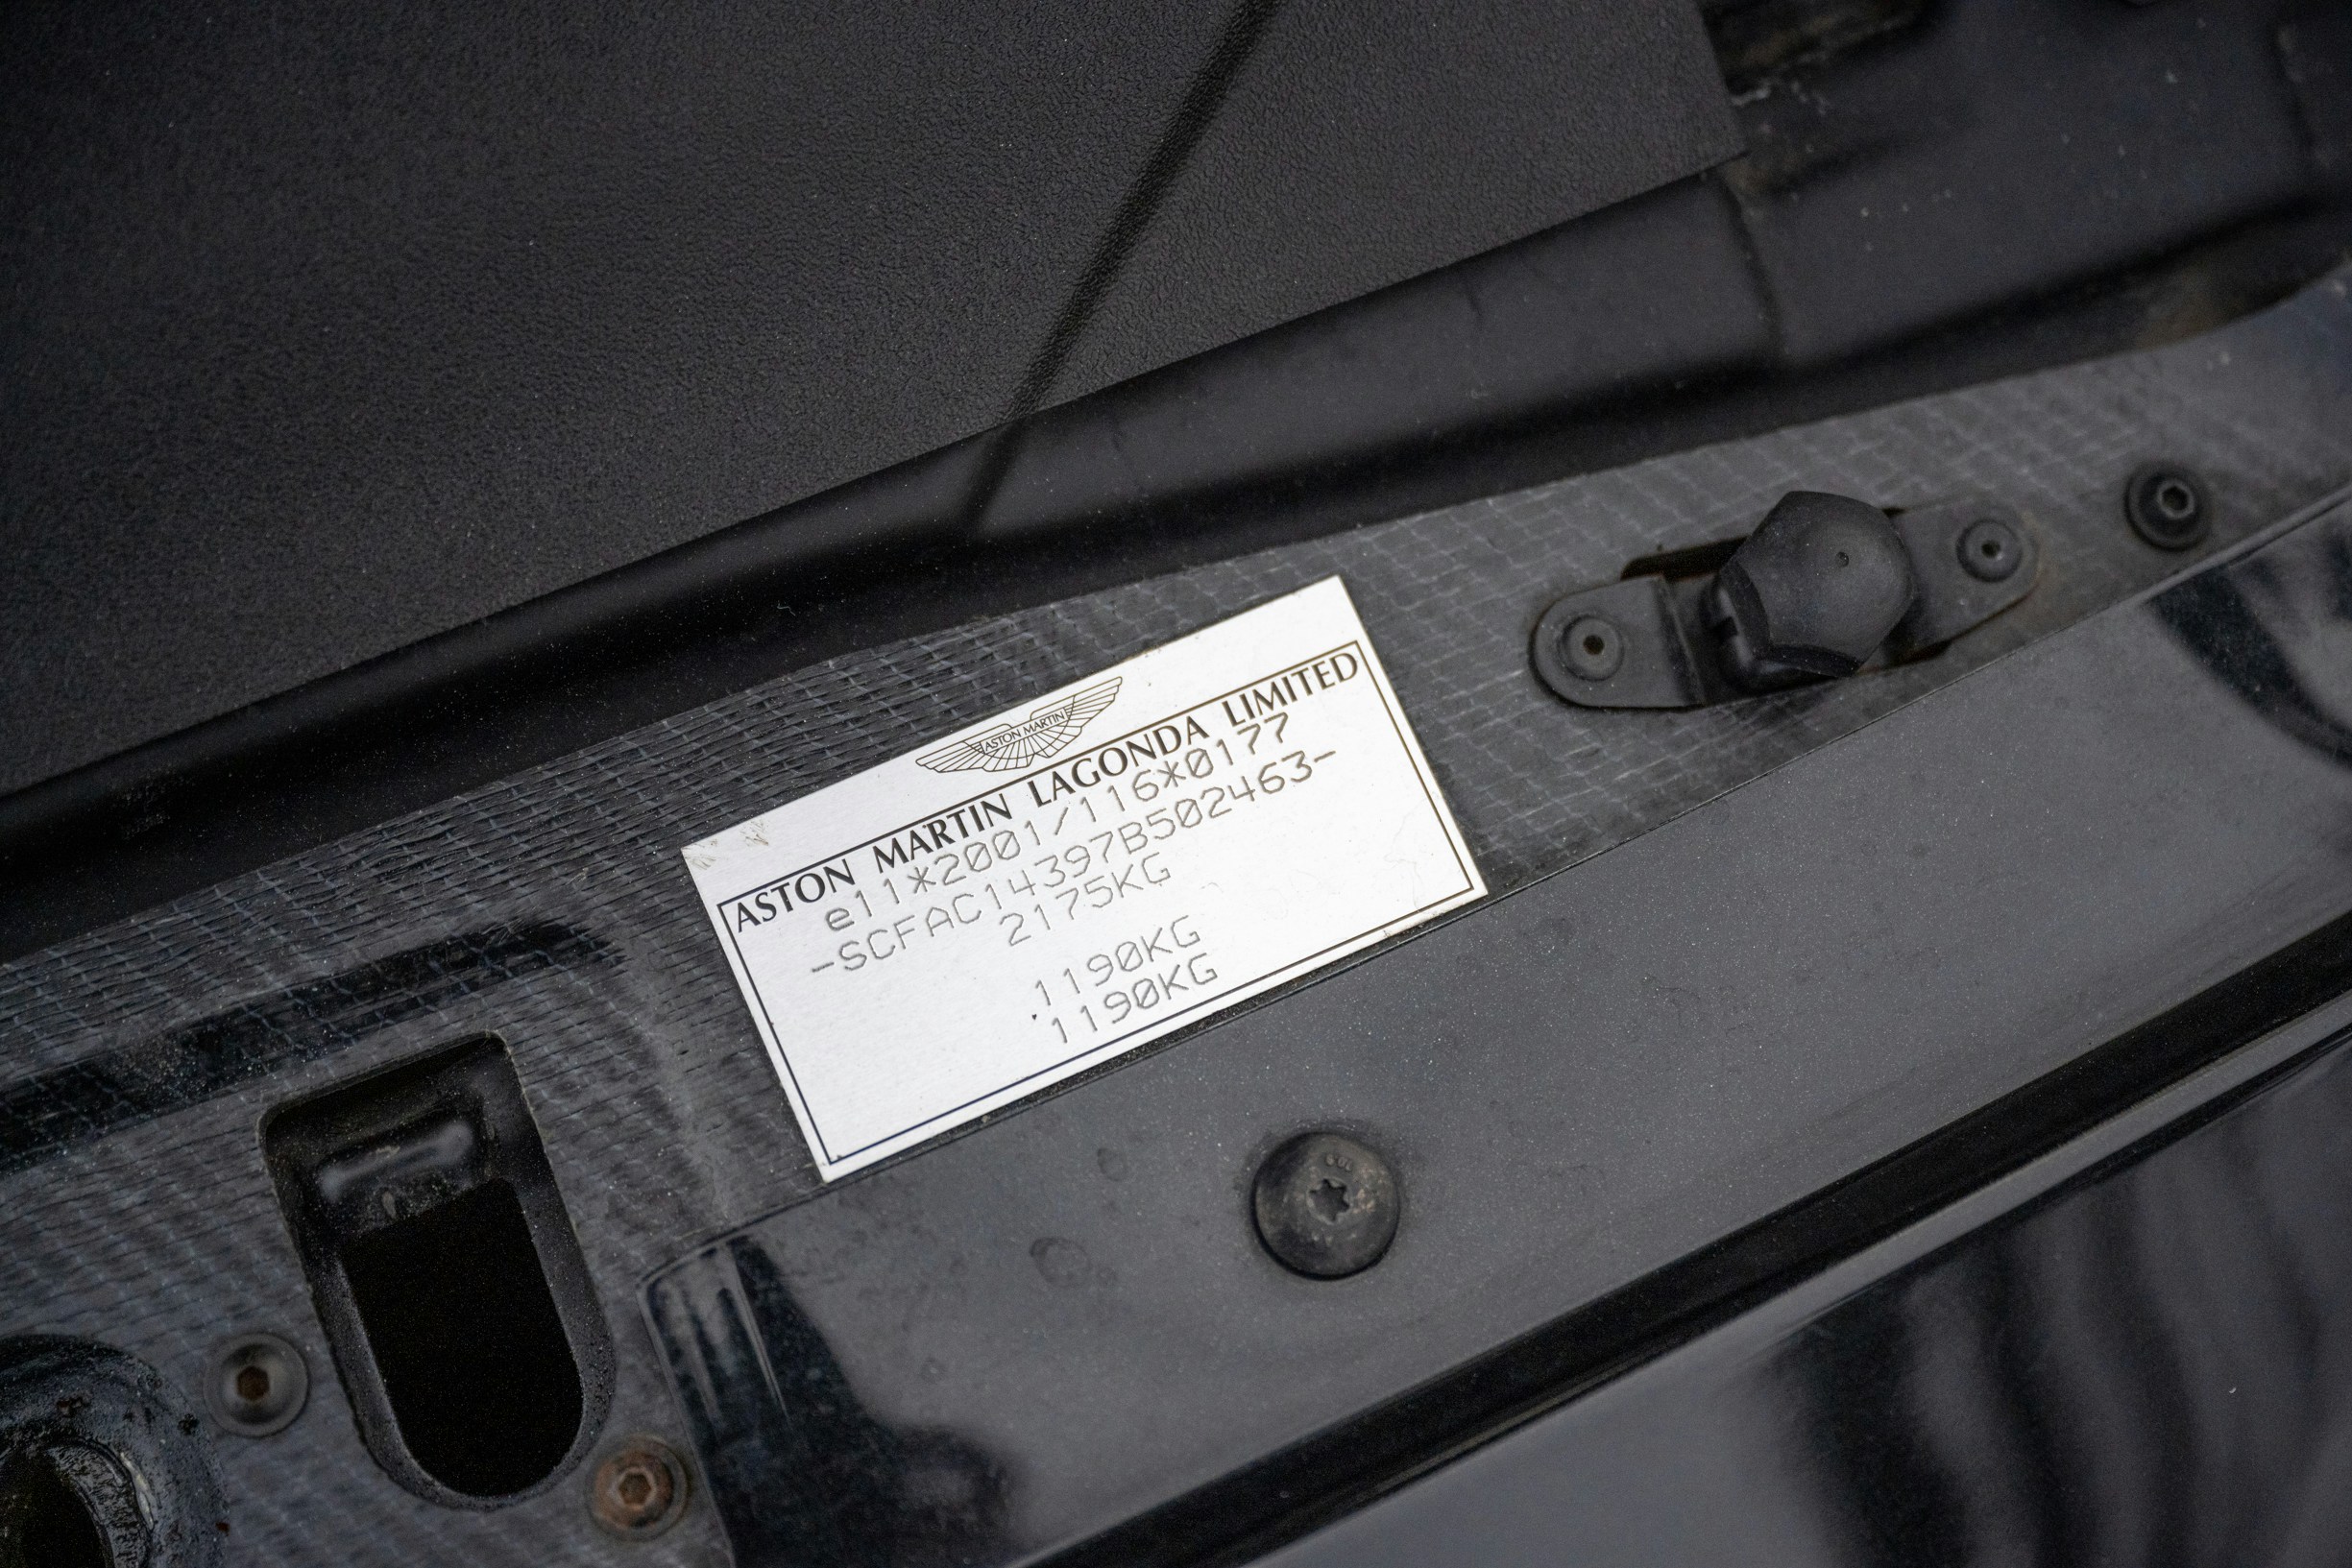 ASTON MARTIN
ASTON MARTIN LAGONDA LIMITED
e11*2001/116*0177
-SCFAC14397B502463-
2175KG
1190KG
1190KG